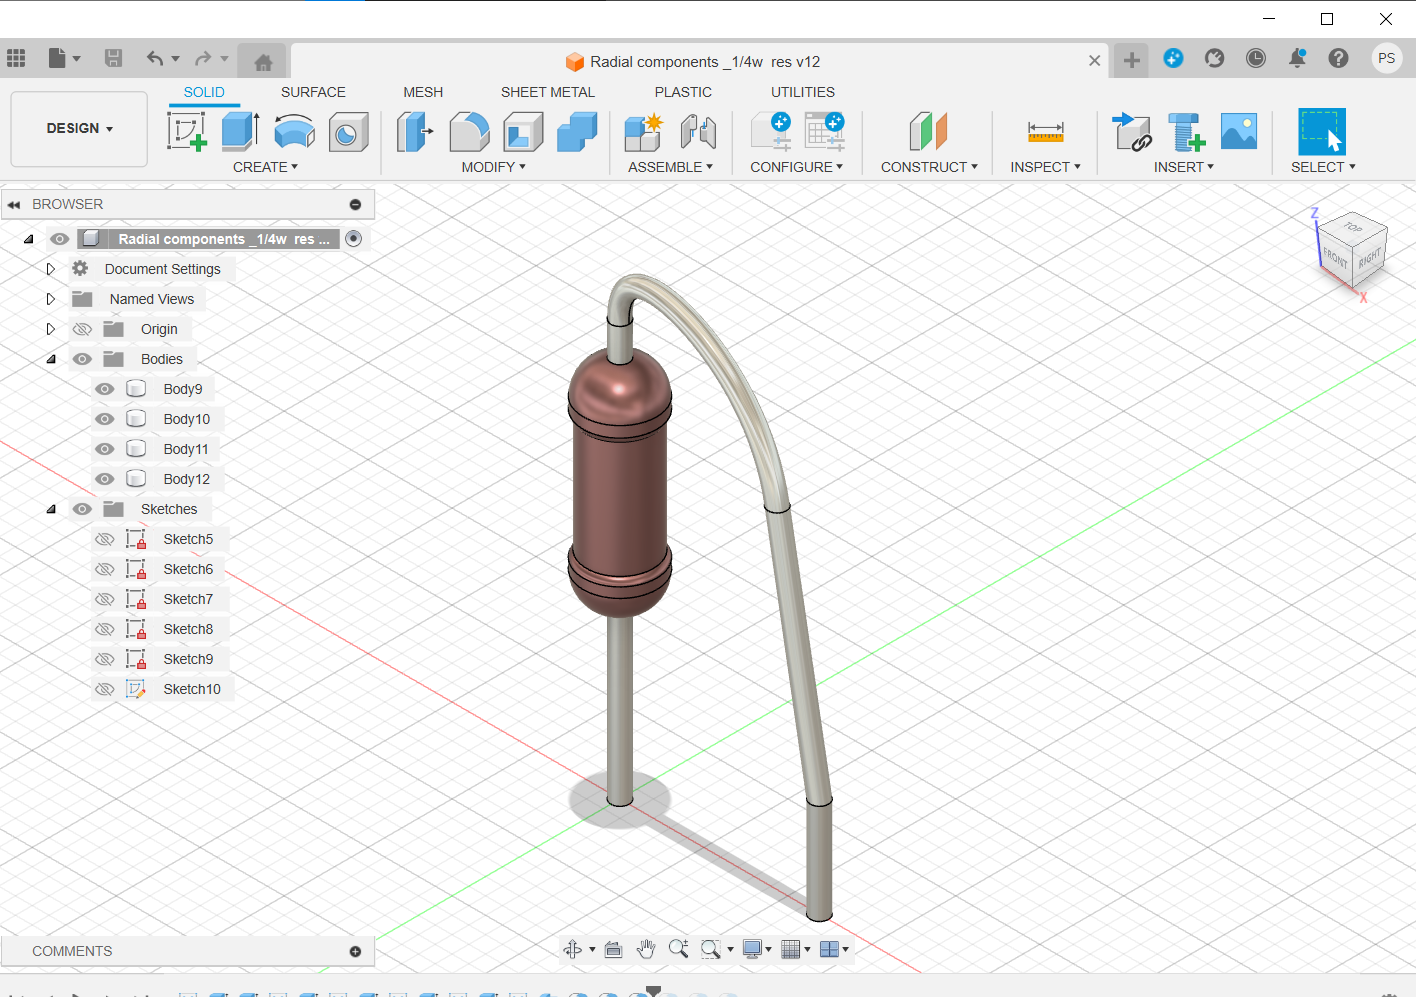 Radial components _1/4w  res v12
PS
DESIGN
SOLID
SURFACE
MESH
SHEET METAL
PLASTIC
UTILITIES
CREATE
MODIFY
ASSEMBLE
CONFIGURE
CONSTRUCT
INSPECT
INSERT
SELECT
BROWSER
Radial components _1/4w  res ...
Document Settings
Named Views
Origin
Bodies
Body9
Body10
Body11
Body12
Sketches
Sketch5
Sketch6
Sketch7
Sketch8
Sketch9
Sketch10
Z
TOP
FRONT
RIGHT
X
COMMENTS